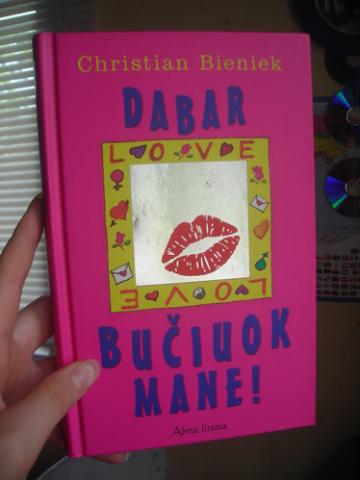 Christian Bieniek
DABAR
LOVE
LOVE
BUČIUOK
MANE!
Alma littera